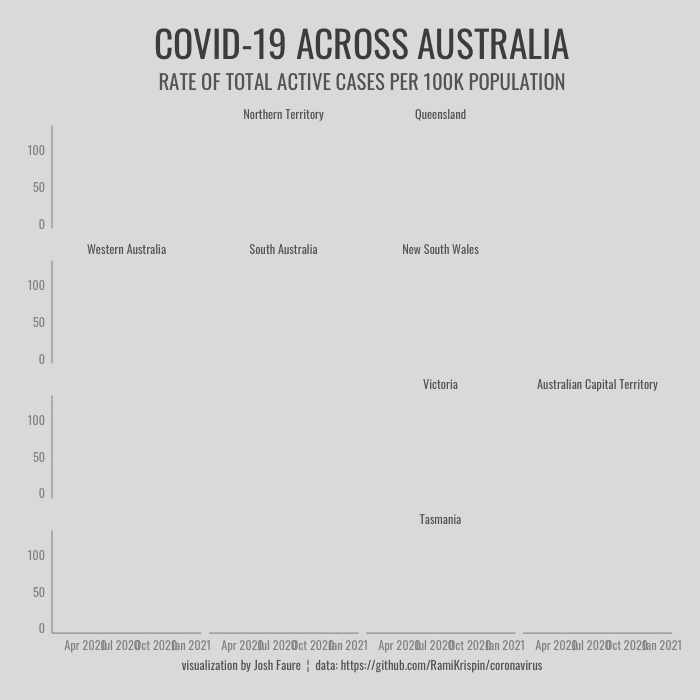 COVID-19 ACROSS AUSTRALIA
RATE OF TOTAL ACTIVE CASES PER 100K POPULATION
Northern Territory Queensland
100
50
0
Western Australia South Australia New South Wales
100
50
0
Victoria Australian Capital Territory
100
50
0
Tasmania
100
50
0
Apr 2020 Jul 2020 Oct 2020 Jan 2021 Apr 2020 Jul 2020 Oct 2020 Jan 2021 Apr 2020 Jul 2020 Oct 2020 Jan 2021 Apr 2020 Jul 2020 Oct 2020 Jan 2021
visualization by Josh Faure ¦ data: https://github.com/RamiKrispin/coronavirus